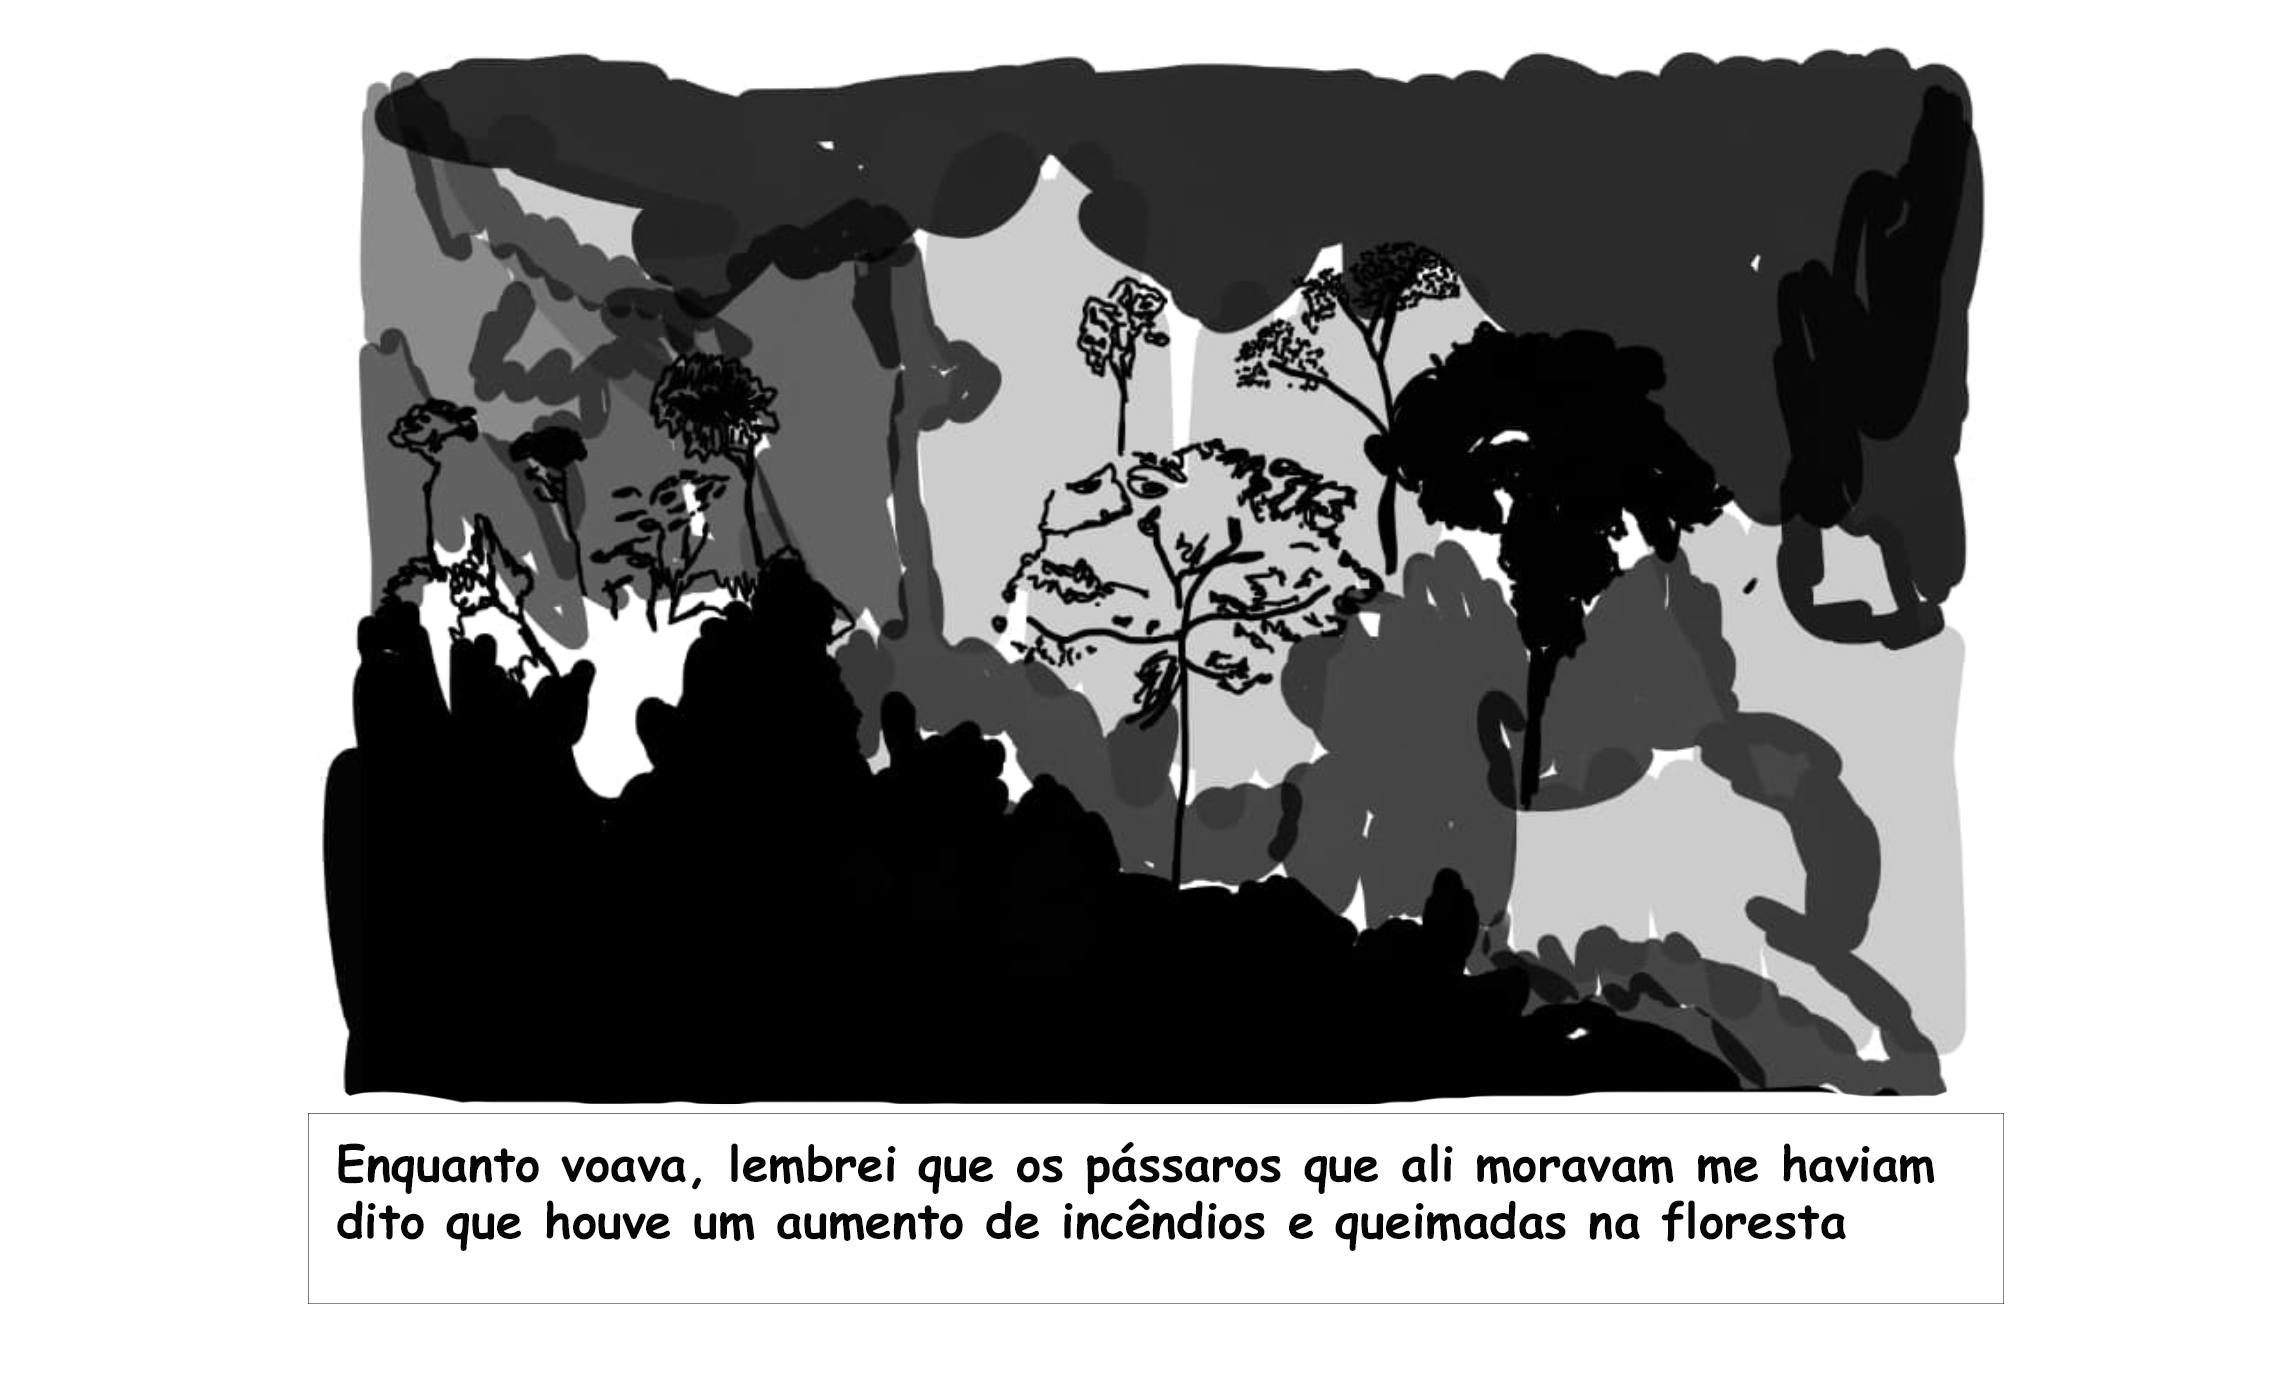 Enquanto voava, lembrei que os pássaros que ali moravam me haviam
dito que houve um aumento de incêndios e queimadas na floresta